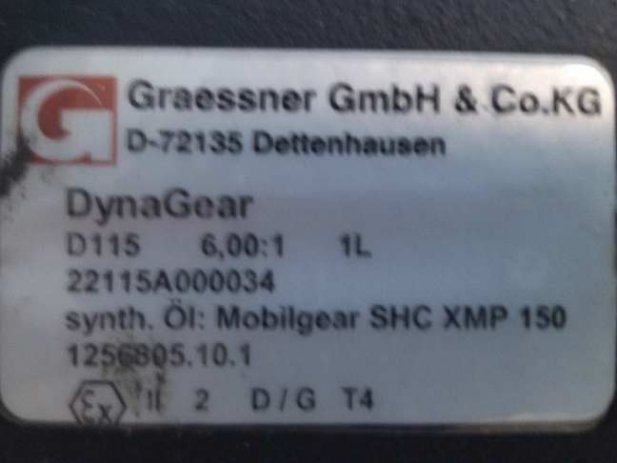 Graessner GmbH & Co.KG
D-72135 Dettenhausen
DynaGear
D115 6,00:1 1L
22115A000034
synth. Öl: Mobilgear SHC XMP 150
1256805.10.1
Ex II 2 D/G T4